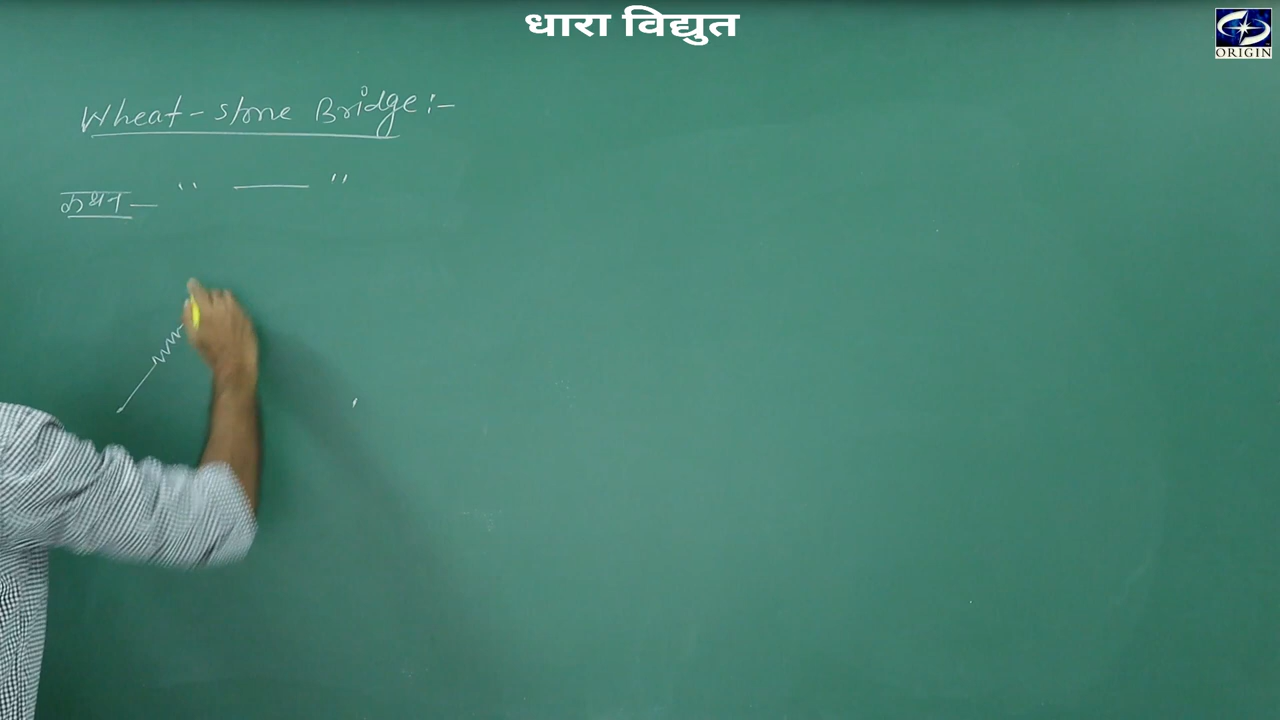 धारा विद्युत
ORIGIN
Wheat-stone Bridge:-
कथन— " —— "